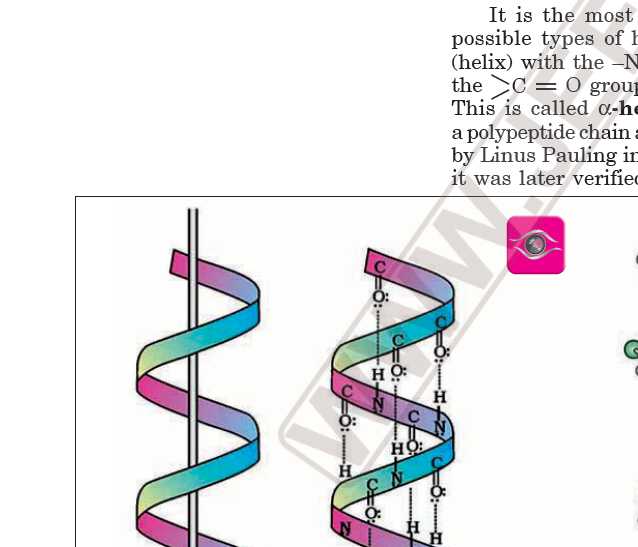 It is the most
possible types of h
(helix) with the –N
the >C = O group
This is called α-he
a polypeptide chain a
by Linus Pauling in
it was later verified
WWW.JEE
C
O:
C
O:
C
O:
H
H
N
C
O:
C
O:
N
H
N
C
O:
H
C
O:
N
H
H